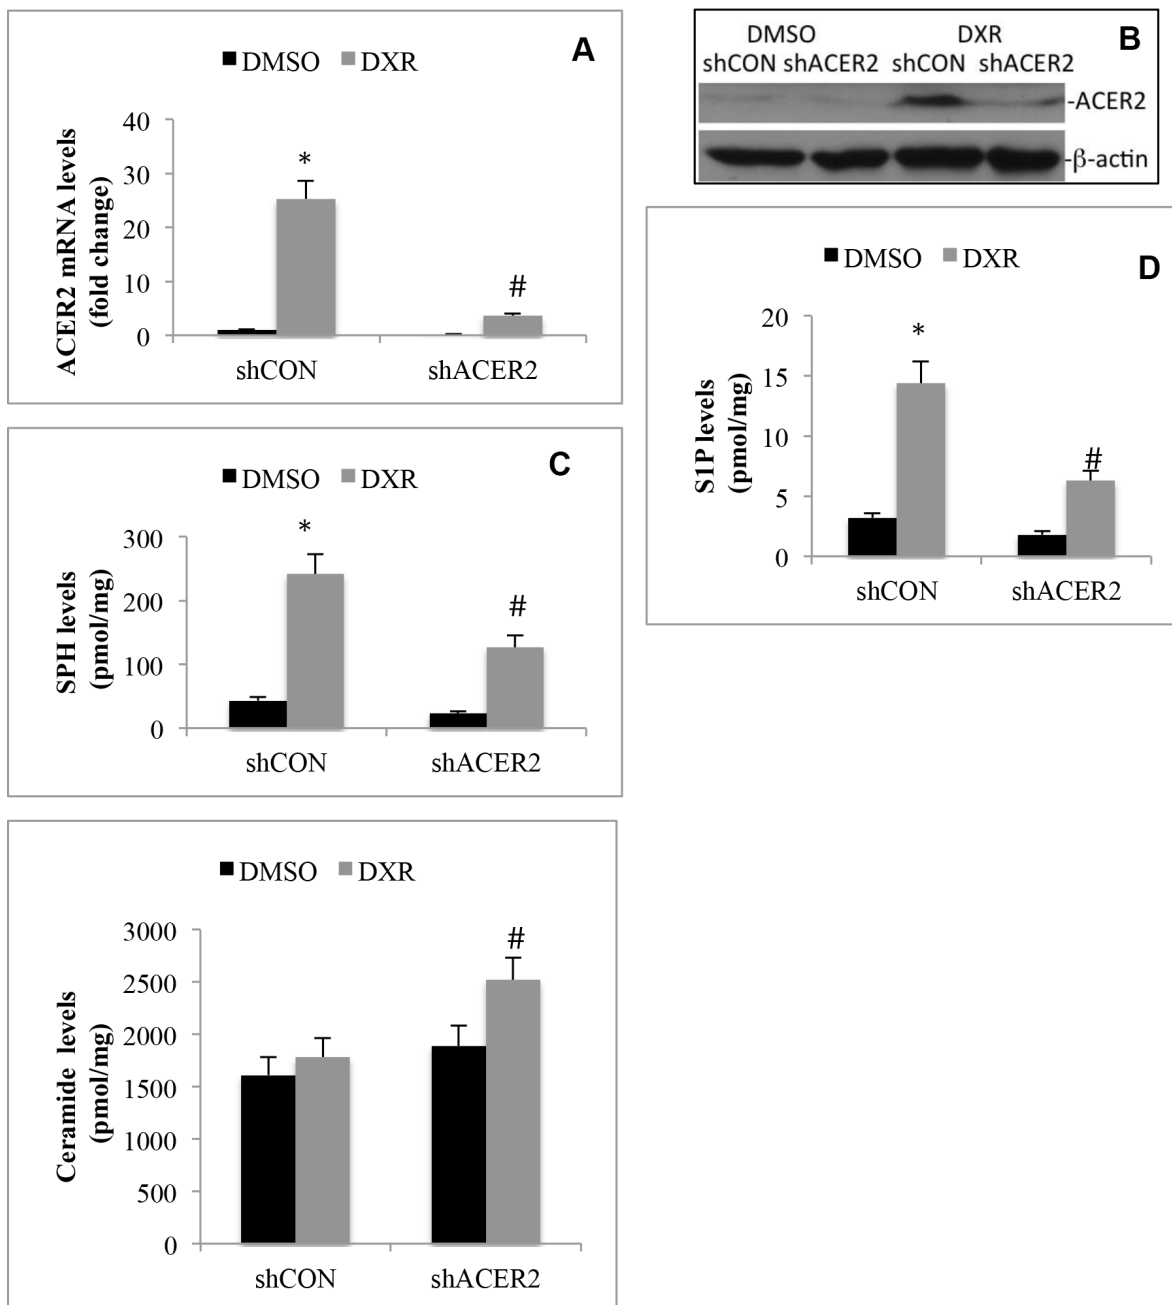 A
DMSO DXR
ACER2 mRNA levels
(fold change)
40
30
20
10
0
*
#
shCON shACER2
B
DMSO DXR
shCON shACER2 shCON shACER2
-ACER2
-β-actin
C
DMSO DXR
SPH levels
(pmol/mg)
300
200
100
0
*
#
shCON shACER2
D
DMSO DXR
S1P levels
(pmol/mg)
20
15
10
5
0
*
#
shCON shACER2
DMSO DXR
Ceramide levels
(pmol/mg)
3000
2500
2000
1500
1000
500
0
#
shCON shACER2